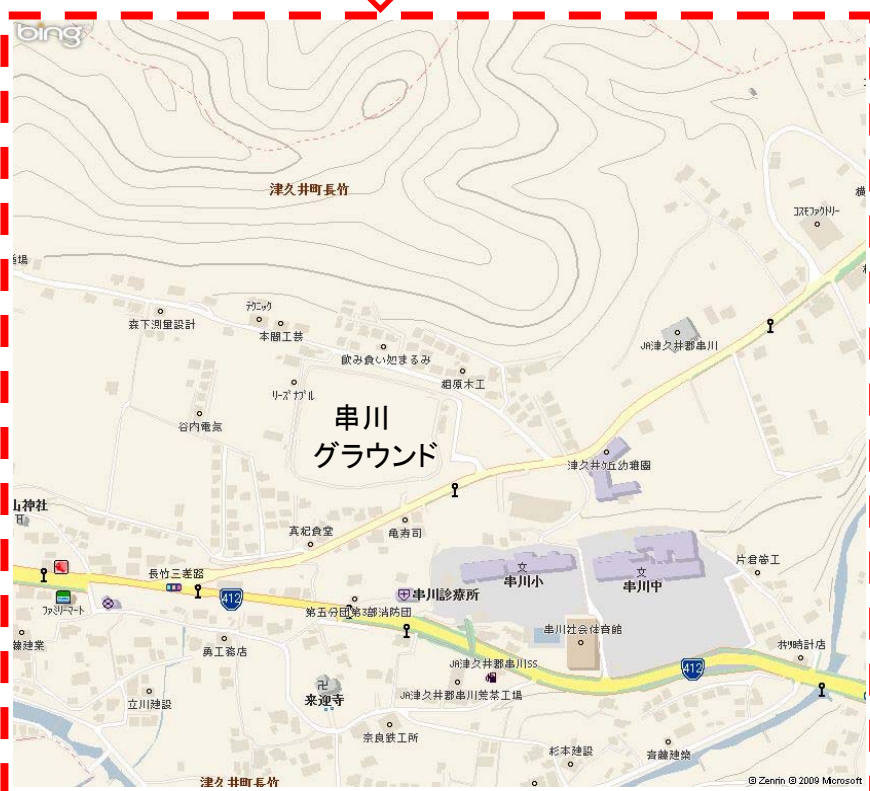 bing
津久井町長竹
コスモファクトリー
森下測量設計
テクニック
本間工芸
飲み食い処まるみ
相原木工
JA津久井郡串川
リーズナブル
谷内電気
串川
グラウンド
津久井ヶ丘幼稚園
山神社
真紀食堂
亀寿司
長竹三差路
412
ファミリーマート
第五分団第3部消防団
串川診療所
文
串川小
文
串川中
片倉管工
串川社会体育館
勇工務店
JA津久井郡串川SS
412
来迎寺
JA津久井郡串川荒茶工場
立川建設
奈良鉄工所
杉本建設
斉藤建築
津久井町長竹
© Zenrin © 2009 Microsoft